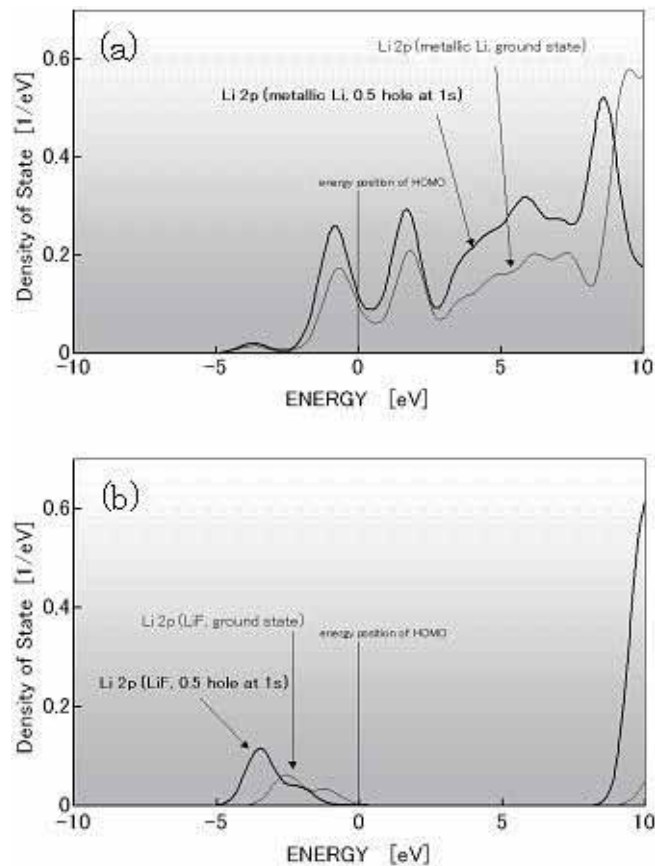 (a)
Li 2p (metallic Li, ground state)
Li 2p (metallic Li, 0.5 hole at 1s)
energy position of HOMO
Density of State [1/eV]
0.6
0.4
0.2
0
-10
-5
0
5
10
ENERGY [eV]
(b)
Li 2p (LiF, ground state)
energy position of HOMO
Li 2p (LiF, 0.5 hole at 1s)
Density of State [1/eV]
0.6
0.4
0.2
0
-10
-5
0
5
10
ENERGY [eV]